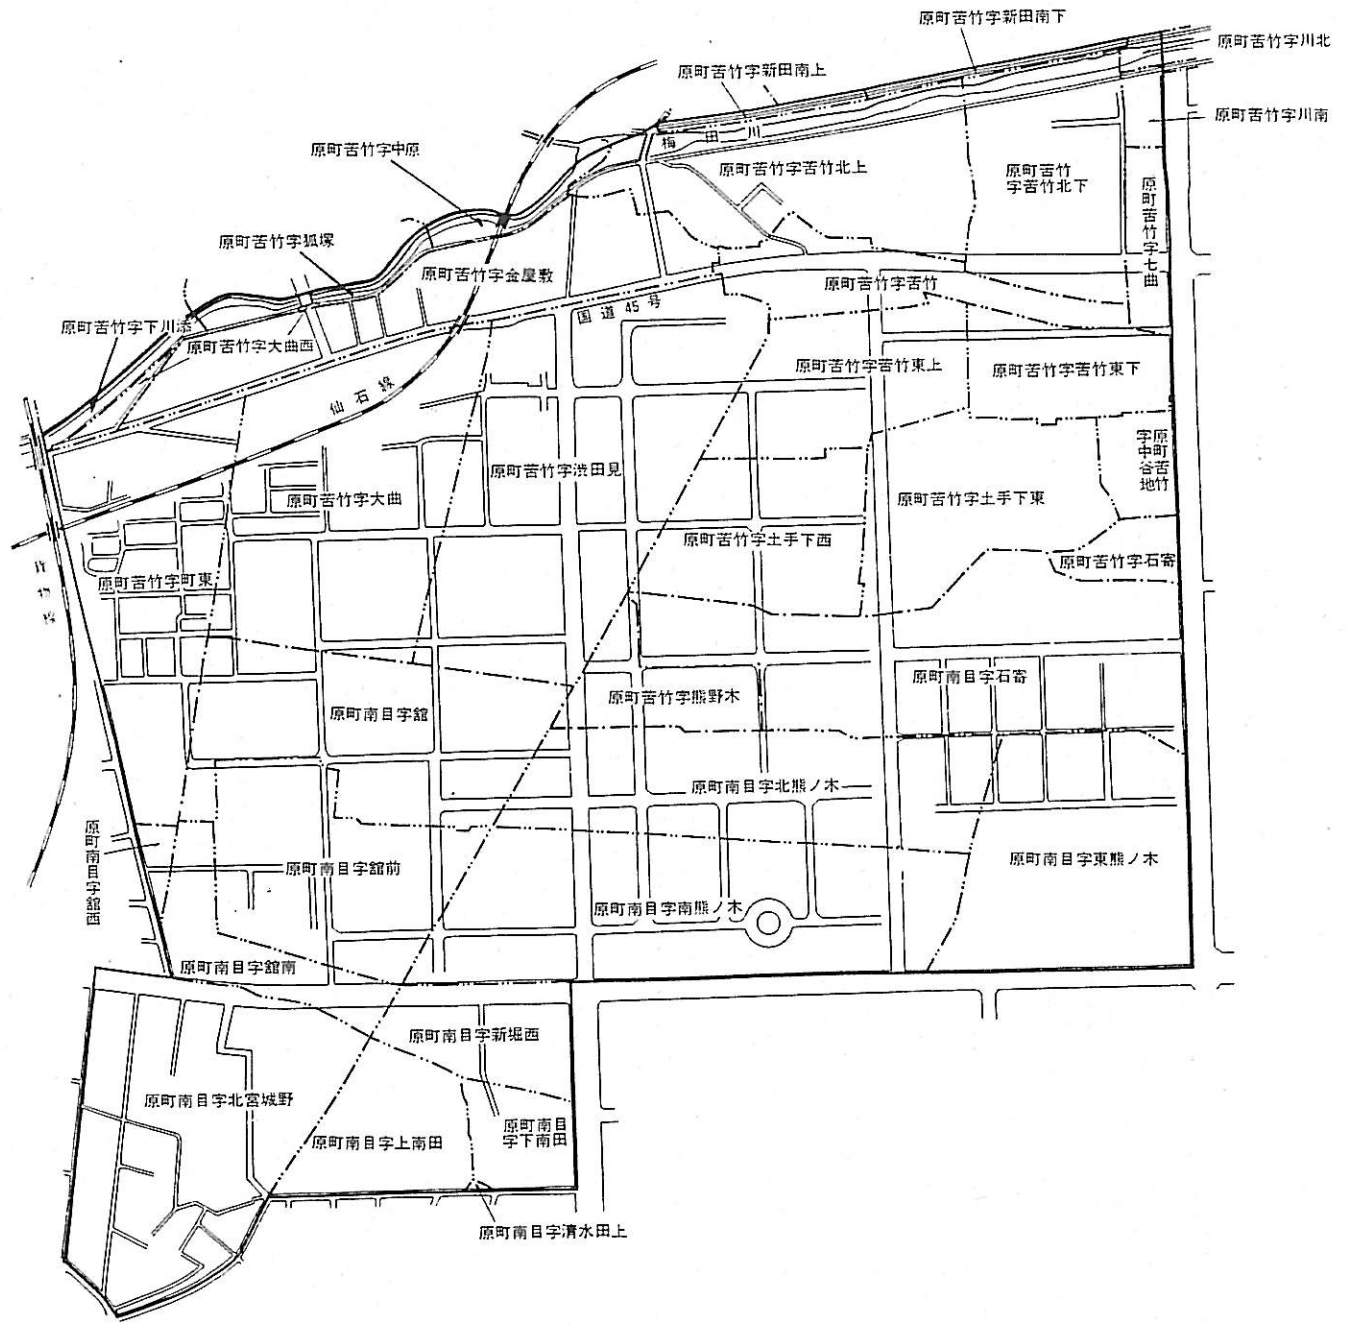 原町苦竹字新田南下
原町苦竹字川北
原町苦竹字新田南上
原町苦竹字川南
梅田川
原町苦竹字中原
原町苦竹字苦竹北上
原町苦竹
字苦竹北下
原町苦竹字七曲
原町苦竹字狐塚
原町苦竹字金屋敷
原町苦竹字苦竹
国道45号
原町苦竹字下川添
原町苦竹字大曲西
原町苦竹字苦竹東上
原町苦竹字苦竹東下
仙石線
原町苦竹
字中谷地
原町苦竹字渋田見
原町苦竹字大曲
原町苦竹字土手下東
原町苦竹字土手下西
原町苦竹字石寄
原町苦竹字町東
貨物線
原町南目字石寄
原町苦竹字熊野木
原町南目字舘
原町南目字北熊ノ木
原町南目字舘西
原町南目字舘前
原町南目字東熊ノ木
原町南目字南熊ノ木
原町南目字舘南
原町南目字新堀西
原町南目字北宮城野
原町南目字上南田
原町南目
字下南田
原町南目字清水田上